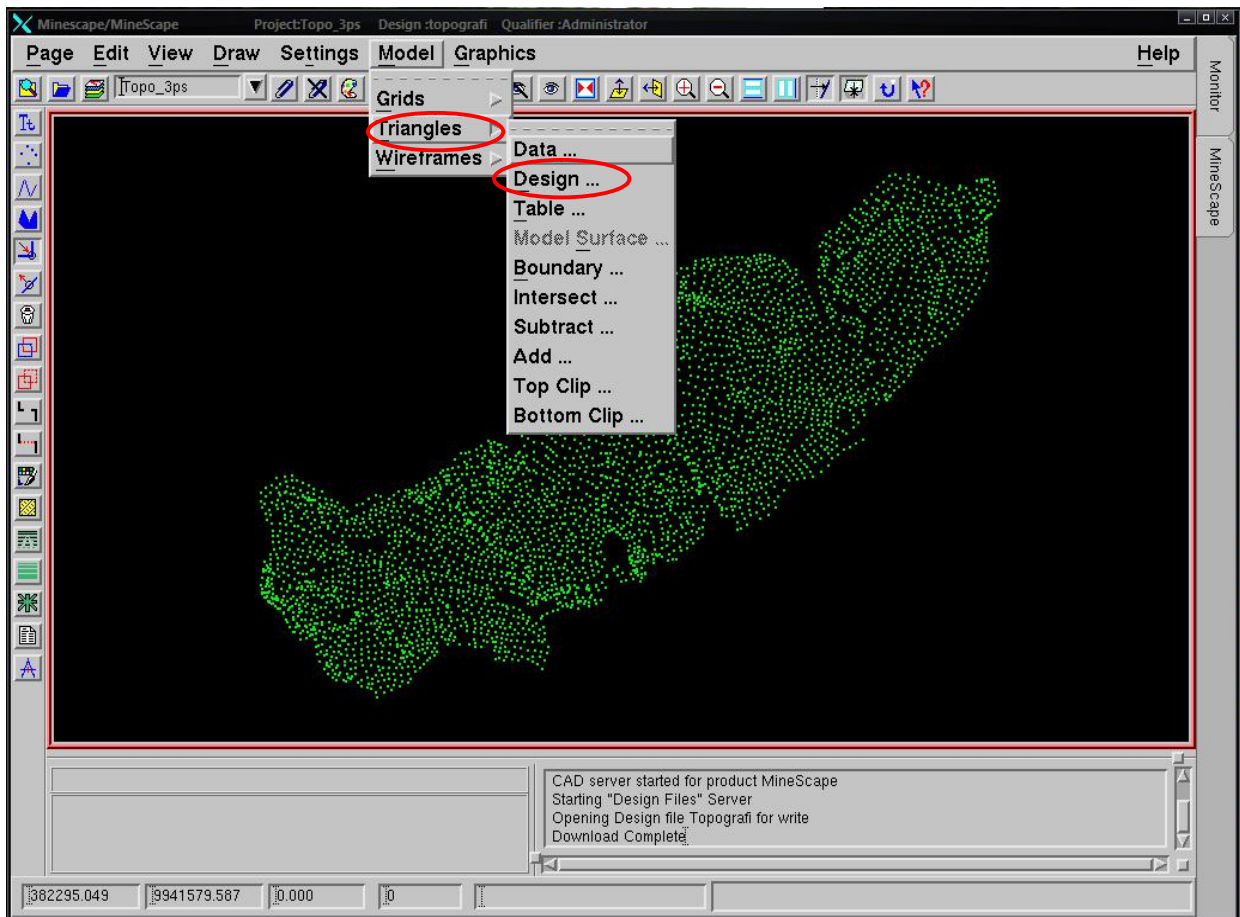 Minescape/MineScape Project:Topo_3ps Design :topografi Qualifier :Administrator
Page Edit View Draw Settings Model Graphics Help
Topo_3ps
Tt
Grids
Triangles
Wireframes
Data ...
Design ...
Table ...
Model Surface ...
Boundary ...
Intersect ...
Subtract ...
Add ...
Top Clip ...
Bottom Clip ...
Monitor
MineScape
CAD server started for product MineScape
Starting "Design Files" Server
Opening Design file Topografi for write
Download Complete
382295.049 9941579.587 0.000 0